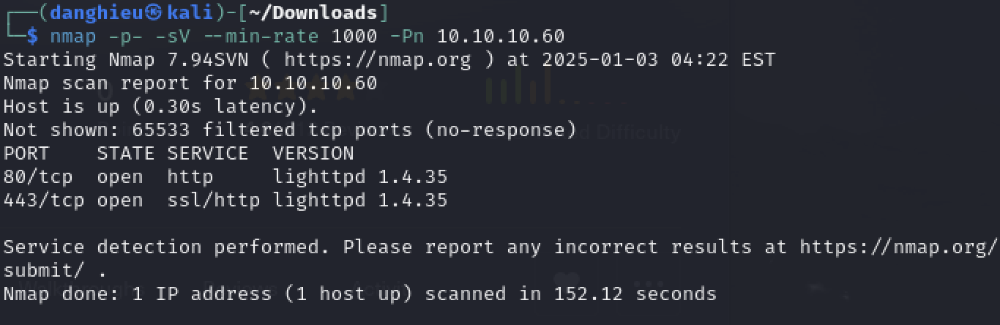 ┌──(danghieu㉿kali)-[~/Downloads]
└─$ nmap -p- -sV --min-rate 1000 -Pn 10.10.10.60
Starting Nmap 7.94SVN ( https://nmap.org ) at 2025-01-03 04:22 EST
Nmap scan report for 10.10.10.60
Host is up (0.30s latency).
Not shown: 65533 filtered tcp ports (no-response)
Difficulty
PORT    STATE SERVICE  VERSION
80/tcp  open  http     lighttpd 1.4.35
443/tcp open  ssl/http lighttpd 1.4.35
Service detection performed. Please report any incorrect results at https://nmap.org/
submit/ .
Nmap done: 1 IP address (1 host up) scanned in 152.12 seconds